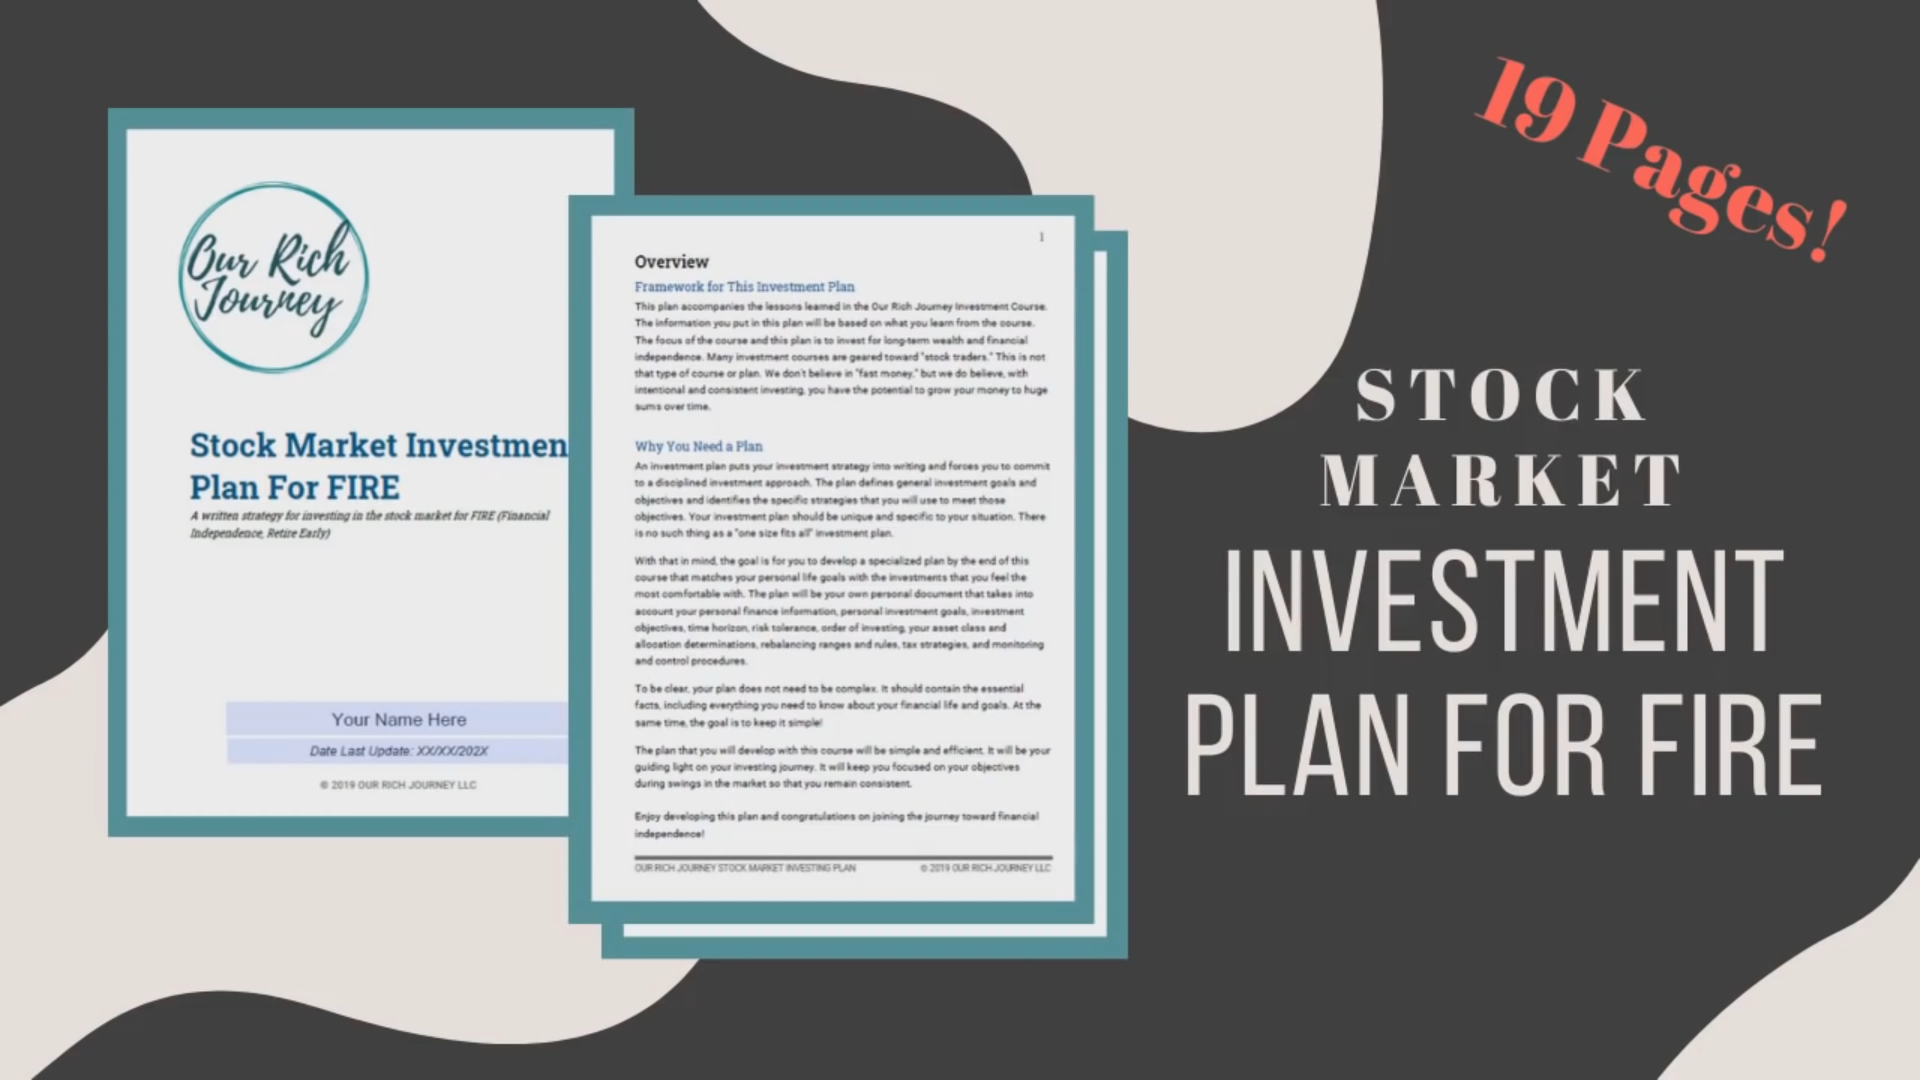 Our Rich
Journey
Stock Market Investmen
Plan For FIRE
A written strategy for investing in the stock market for FIRE (Financial
Independence, Retire Early)
Your Name Here
Date Last Update: XX/XX/202X
© 2019 OUR RICH JOURNEY LLC
1
Overview
Framework for This Investment Plan
This plan accompanies the lessons learned in the Our Rich Journey Investment Course.
The information you put in this plan will be based on what you learn from the course.
The focus of the course and this plan is to invest for long-term wealth and financial
independence. Many investment courses are geared toward "stock traders." This is not
that type of course or plan. We don't believe in "fast money," but we do believe, with
intentional and consistent investing, you have the potential to grow your money to huge
sums over time.
Why You Need a Plan
An investment plan puts your investment strategy into writing and forces you to commit
to a disciplined investment approach. The plan defines general investment goals and
objectives and identifies the specific strategies that you will use to meet those
objectives. Your investment plan should be unique and specific to your situation. There
is no such thing as a "one size fits all" investment plan.
With that in mind, the goal is for you to develop a specialized plan by the end of this
course that matches your personal life goals with the investments that you feel the
most comfortable with. The plan will be your own personal document that takes into
account your personal finance information, personal investment goals, investment
objectives, time horizon, risk tolerance, order of investing, your asset class and
allocation determinations, rebalancing ranges and rules, tax strategies, and monitoring
and control procedures.
To be clear, your plan does not need to be complex. It should contain the essential
facts, including everything you need to know about your financial life and goals. At the
same time, the goal is to keep it simple!
The plan that you will develop with this course will be simple and efficient. It will be your
guiding light on your investing journey. It will keep you focused on your objectives
during swings in the market so that you remain consistent.
Enjoy developing this plan and congratulations on joining the journey toward financial
independence!
OUR RICH JOURNEY STOCK MARKET INVESTING PLAN © 2019 OUR RICH JOURNEY LLC
19 Pages!
STOCK
MARKET
INVESTMENT
PLAN FOR FIRE